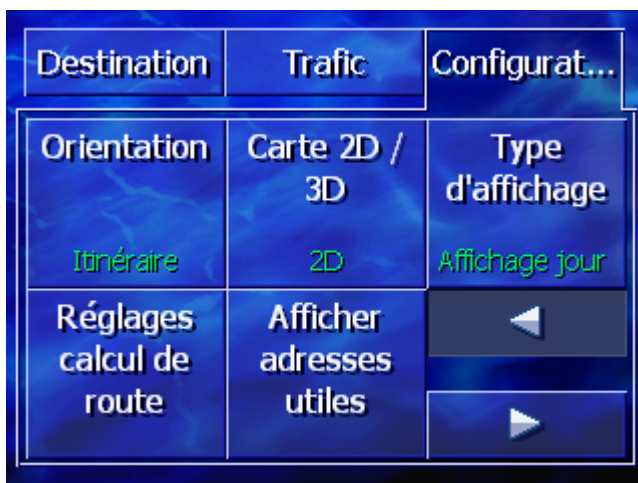 Destination Trafic Configurat...
Orientation
Itinéraire
Carte 2D /
3D
2D
Type
d'affichage
Affichage jour
Réglages
calcul de
route
Afficher
adresses
utiles